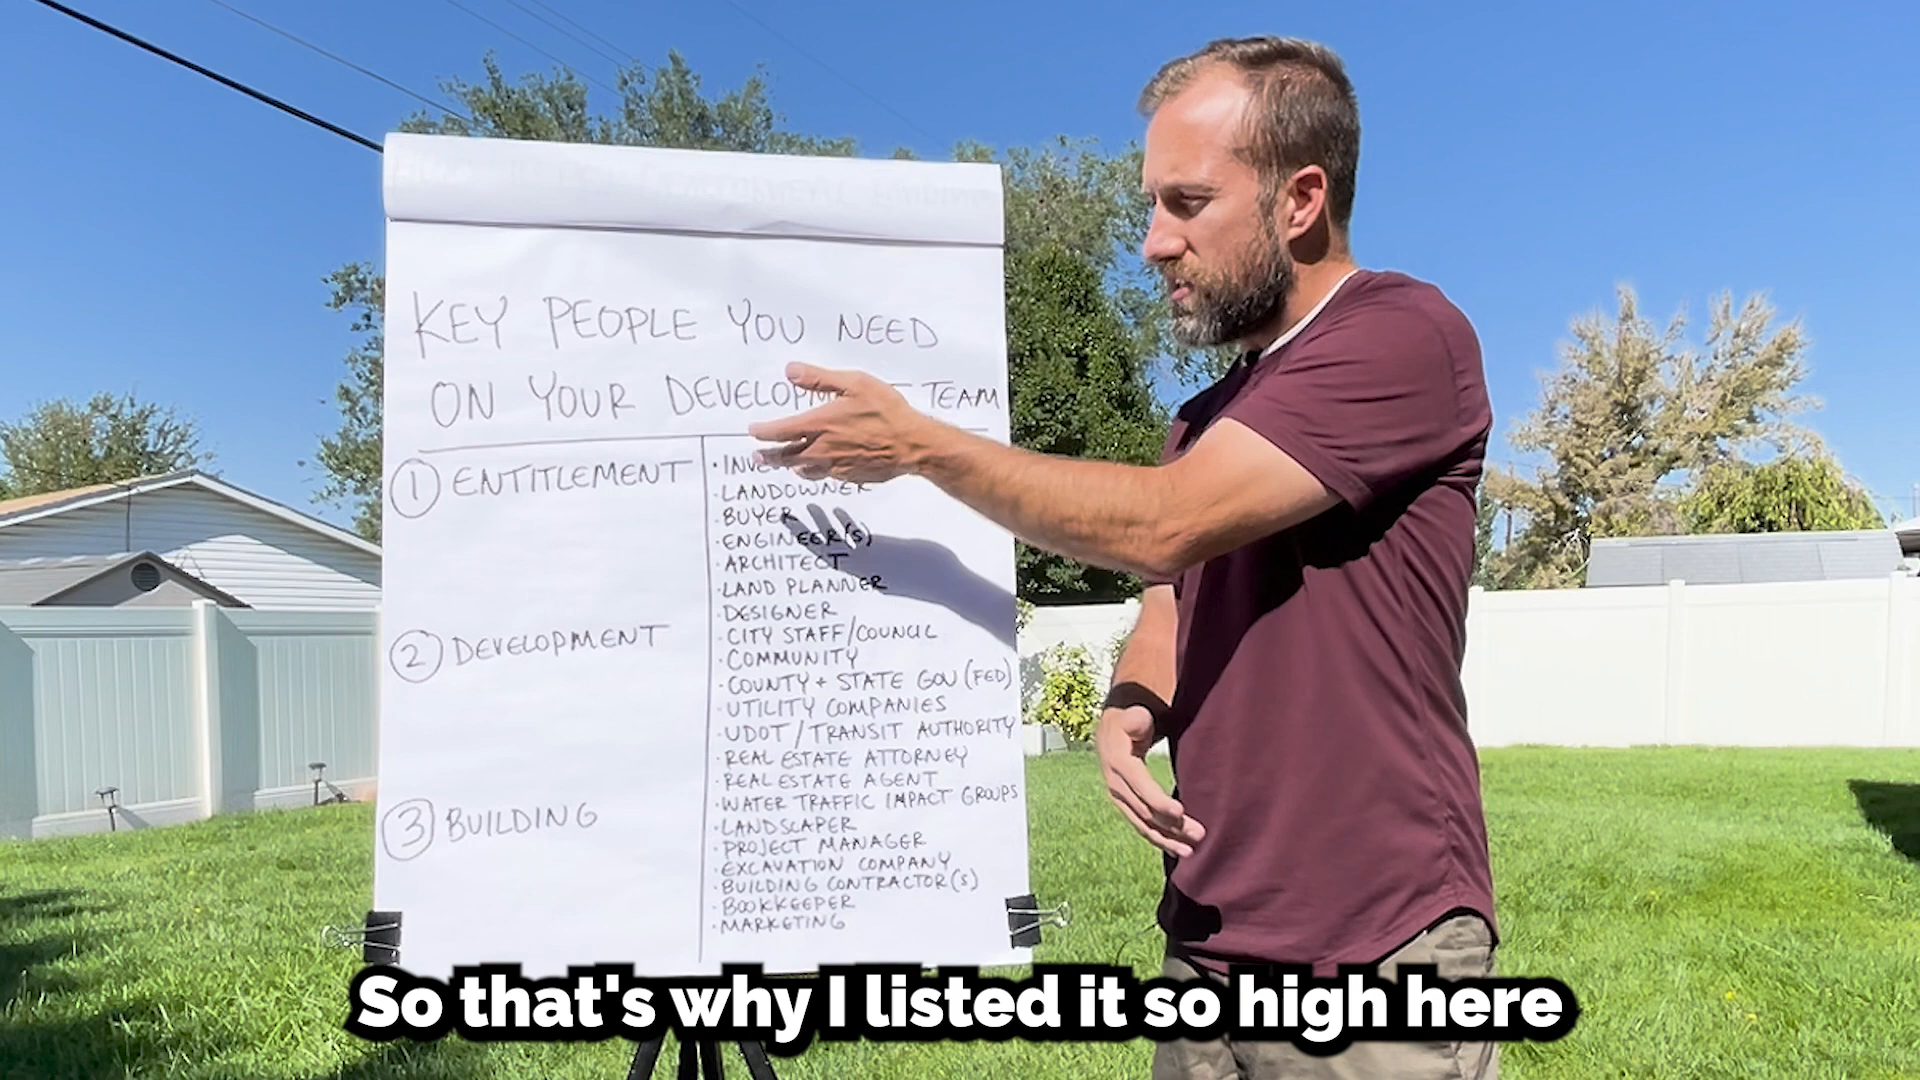 KEY PEOPLE YOU NEED
ON YOUR TEAM
① ENTITLEMENT
② DEVELOPMENT
③ BUILDING
· LANDOWNER
· BUYER
· ENGINEER(S)
· ARCHITECT
· LAND PLANNER
· DESIGNER
· CITY STAFF/COUNCIL
· COMMUNITY
· COUNTY + STATE GOV (FED)
· UTILITY COMPANIES
· UDOT/TRANSIT AUTHORITY
· REAL ESTATE ATTORNEY
· REAL ESTATE AGENT
· WATER TRAFFIC IMPACT GROUPS
· LANDSCAPER
· PROJECT MANAGER
· EXCAVATION COMPANY
· BUILDING CONTRACTOR(S)
· BOOKKEEPER
· MARKETING
So that's why I listed it so high here